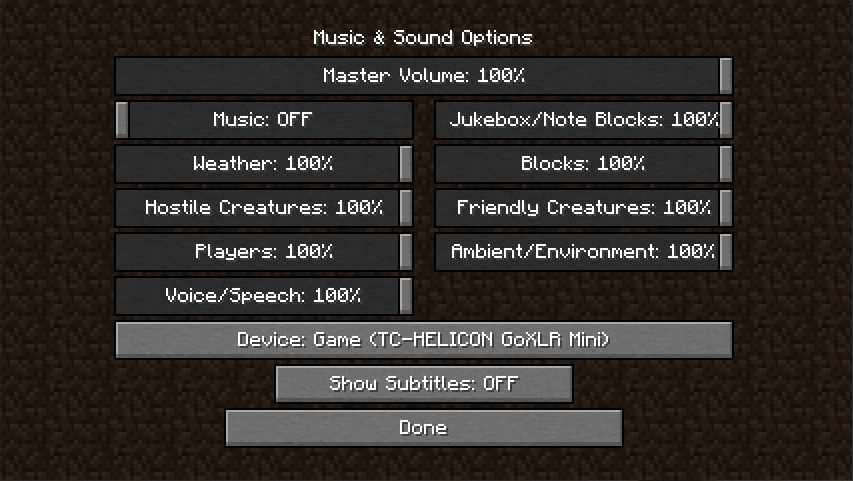 Music & Sound Options
Master Volume: 100%
Music: OFF
Jukebox/Note Blocks: 100%
Weather: 100%
Blocks: 100%
Hostile Creatures: 100%
Friendly Creatures: 100%
Players: 100%
Ambient/Environment: 100%
Voice/Speech: 100%
Device: Game (TC-HELICON GoXLR Mini)
Show Subtitles: OFF
Done